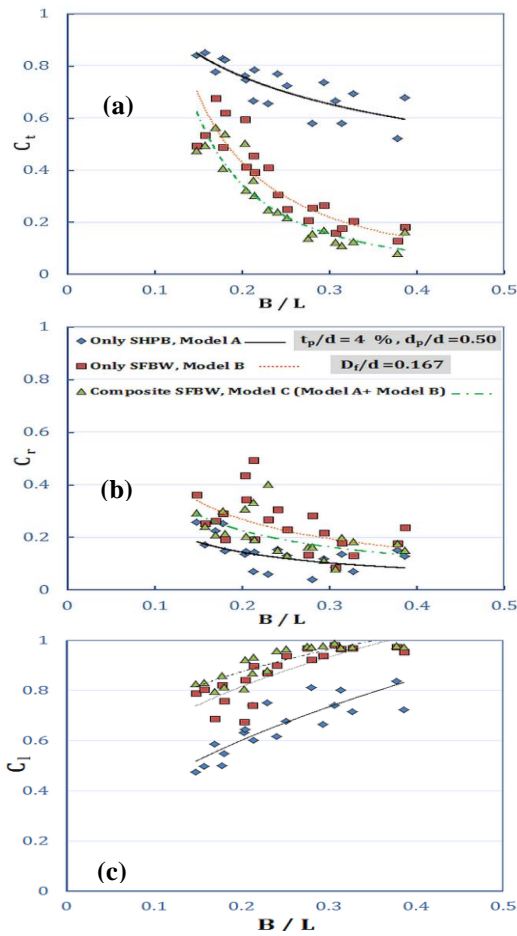 1
0.8
0.6
0.4
0.2
0
Ct
(a)
0 0.1 0.2 0.3 0.4 0.5
B / L
1
0.8
0.6
0.4
0.2
0
Cr
Only SHPB, Model A
tp/d = 4 %, dp/d=0.50
Only SFBW, Model B
Df/d=0.167
Composite SFBW, Model C (Model A+ Model B)
(b)
0 0.1 0.2 0.3 0.4 0.5
B / L
1
0.8
0.6
0.4
0.2
0
Cl
(c)
0 0.1 0.2 0.3 0.4 0.5
B / L